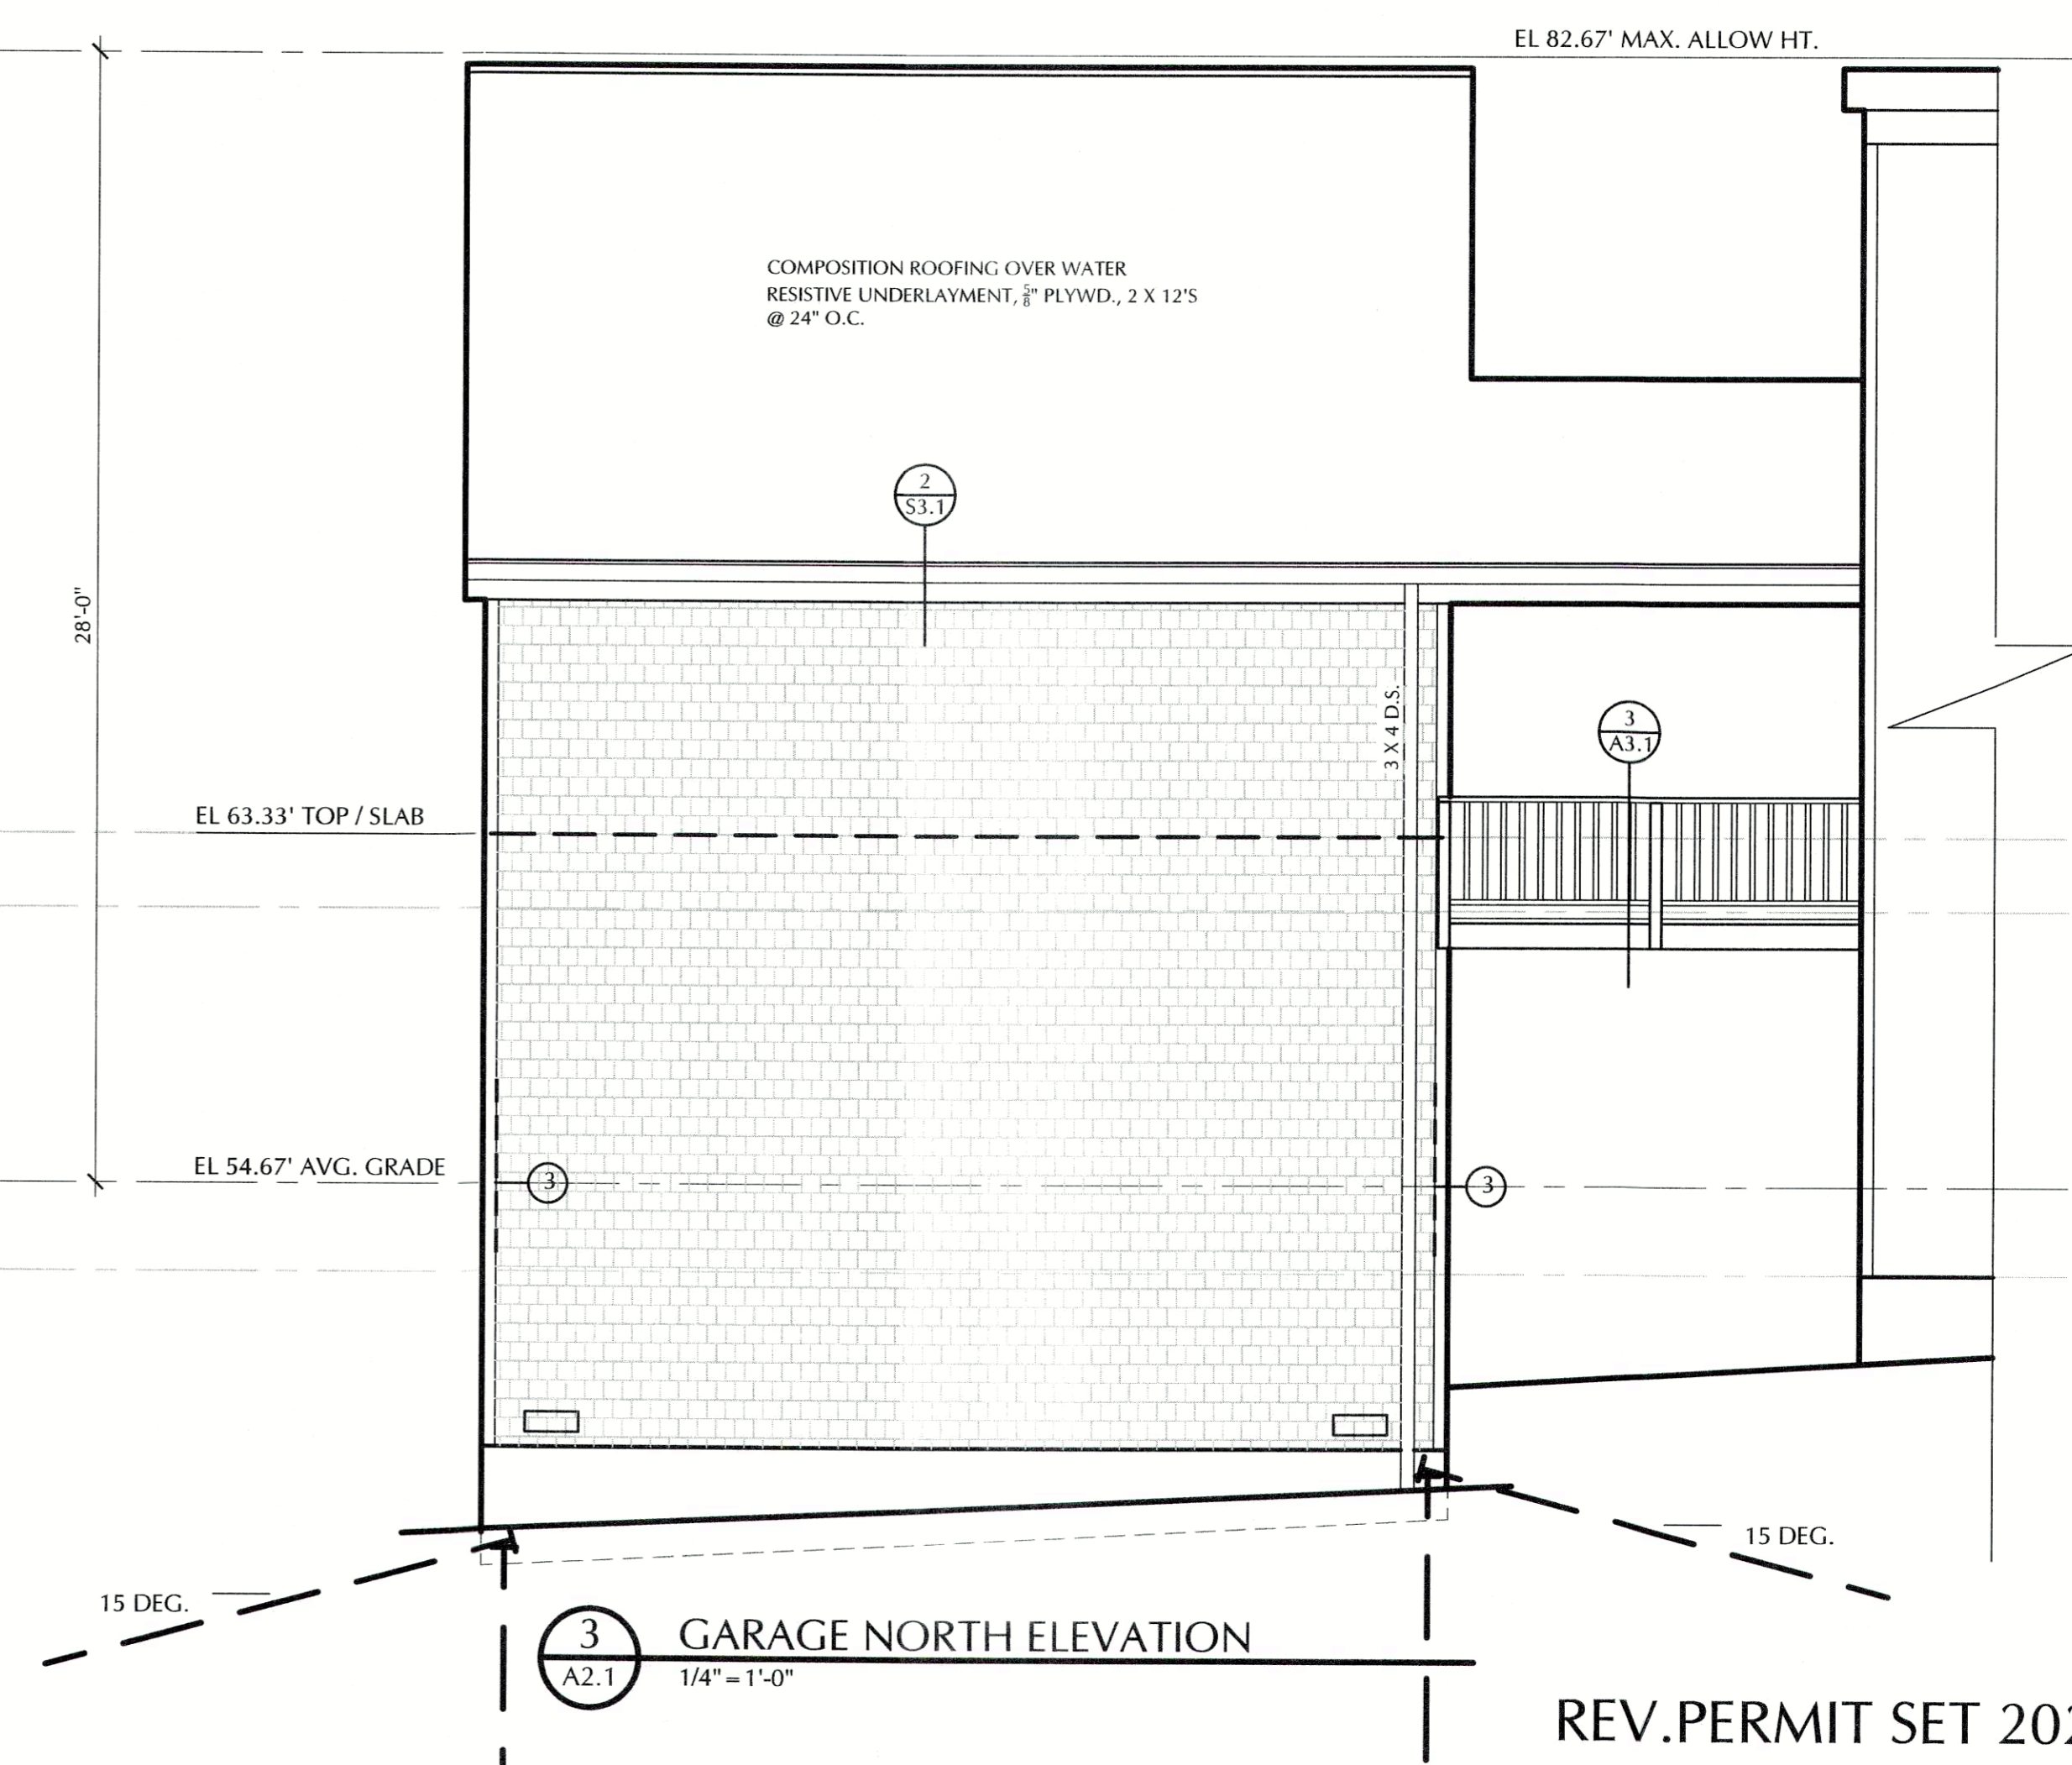 EL 82.67' MAX. ALLOW HT.
COMPOSITION ROOFING OVER WATER
RESISTIVE UNDERLAYMENT, 5/8" PLYWD., 2 X 12'S
@ 24" O.C.
2
S3.1
28'-0"
3 X 4 D.S.
3
A3.1
EL 63.33' TOP / SLAB
EL 54.67' AVG. GRADE
3
3
15 DEG.
15 DEG.
3
A2.1
GARAGE NORTH ELEVATION
1/4" = 1'-0"
REV.PERMIT SET